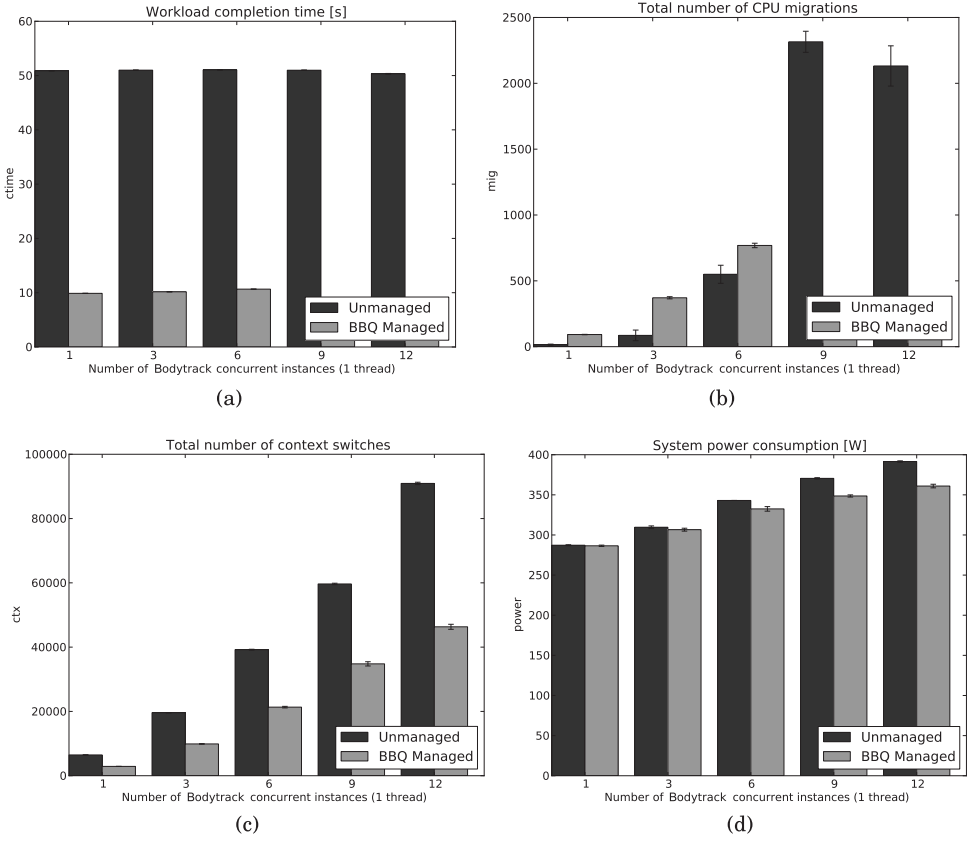 Workload completion time [s]
60
50
40
30
20
10
0
ctime
Unmanaged
BBQ Managed
1 3 6 9 12
Number of Bodytrack concurrent instances (1 thread)
(a)
Total number of CPU migrations
2500
2000
1500
1000
500
0
mig
Unmanaged
BBQ Managed
1 3 6 9 12
Number of Bodytrack concurrent instances (1 thread)
(b)
Total number of context switches
100000
80000
60000
40000
20000
0
ctx
Unmanaged
BBQ Managed
1 3 6 9 12
Number of Bodytrack concurrent instances (1 thread)
(c)
System power consumption [W]
400
350
300
250
200
150
100
50
0
power
Unmanaged
BBQ Managed
1 3 6 9 12
Number of Bodytrack concurrent instances (1 thread)
(d)